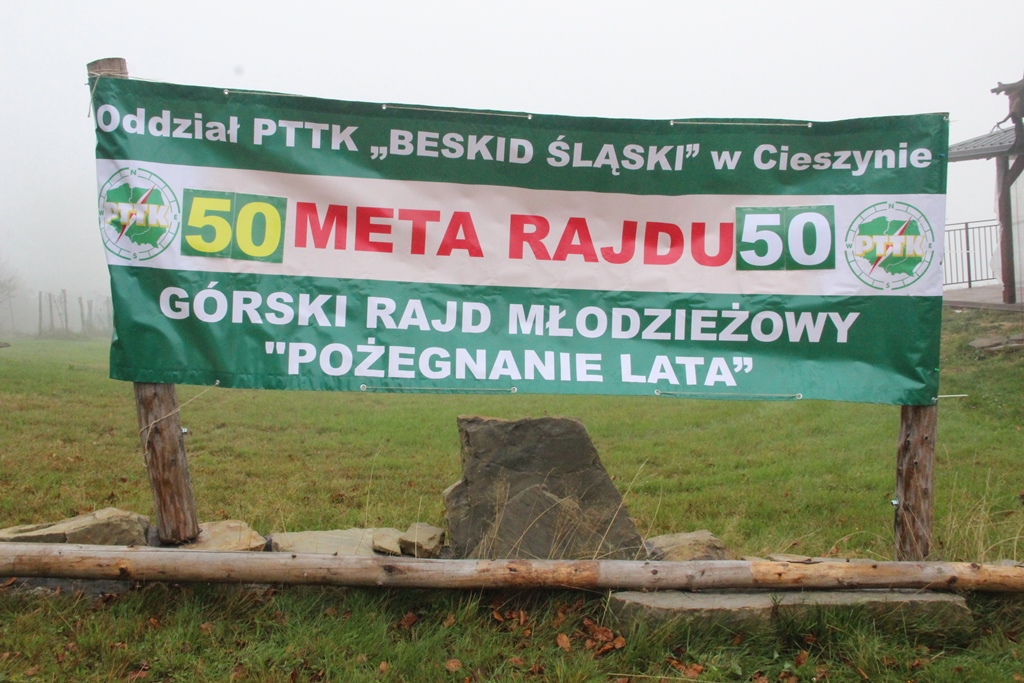 Oddział PTTK „BESKID ŚLĄSKI” w Cieszynie
PTTK 50 META RAJDU 50 PTTK
GÓRSKI RAJD MŁODZIEŻOWY
"POŻEGNANIE LATA”